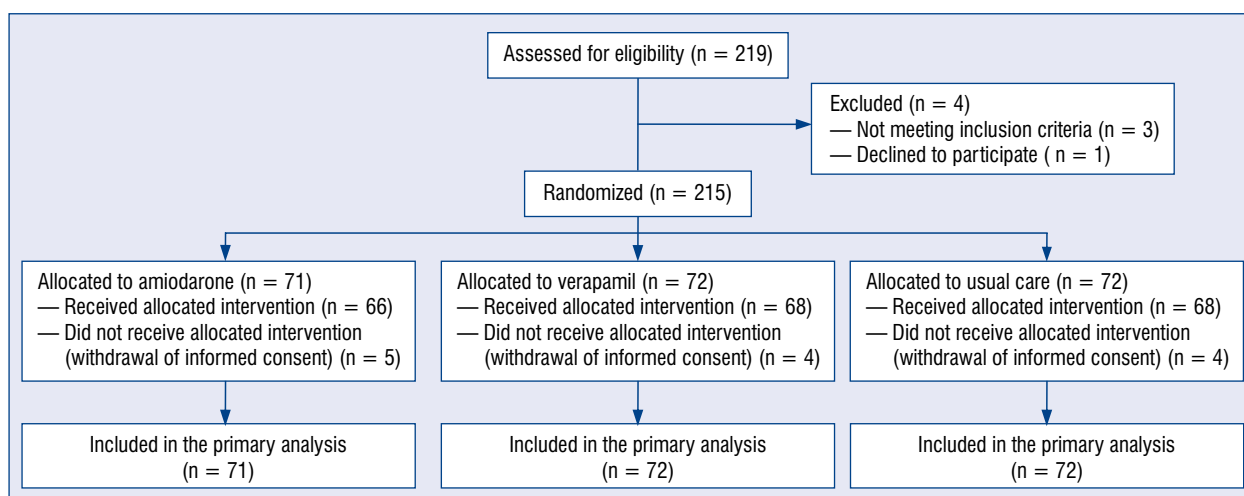 Assessed for eligibility (n = 219)
Excluded (n = 4)
— Not meeting inclusion criteria (n = 3)
— Declined to participate ( n = 1)
Randomized (n = 215)
Allocated to amiodarone (n = 71)
— Received allocated intervention (n = 66)
— Did not receive allocated intervention
(withdrawal of informed consent) (n = 5)
Allocated to verapamil (n = 72)
— Received allocated intervention (n = 68)
— Did not receive allocated intervention
(withdrawal of informed consent) (n = 4)
Allocated to usual care (n = 72)
— Received allocated intervention (n = 68)
— Did not receive allocated intervention
(withdrawal of informed consent) (n = 4)
Included in the primary analysis
(n = 71)
Included in the primary analysis
(n = 72)
Included in the primary analysis
(n = 72)